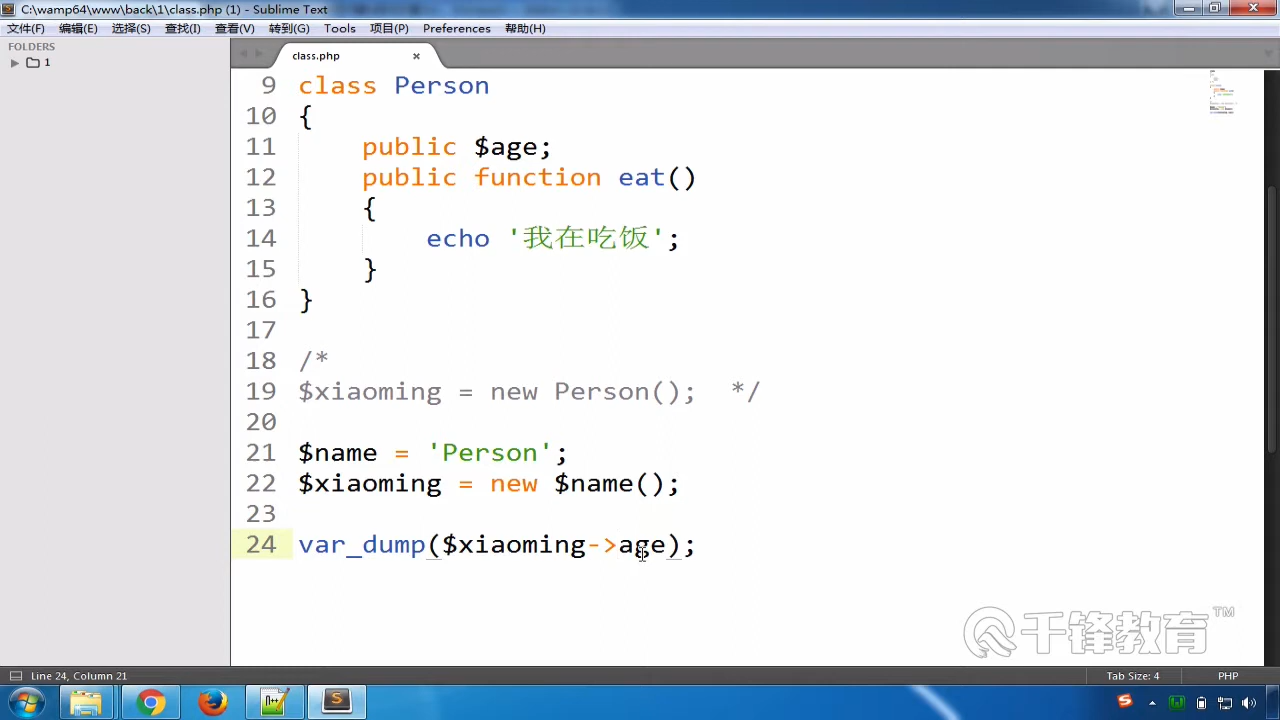 C:\wamp64\www\back\1\class.php (1) - Sublime Text
文件(F) 编辑(E) 选择(S) 查找(I) 查看(V) 转到(G) Tools 项目(P) Preferences 帮助(H)
FOLDERS
1
class.php
9 class Person
10 {
11 public $age;
12 public function eat()
13 {
14 echo '我在吃饭';
15 }
16 }
17
18 /*
19 $xiaoming = new Person(); */
20
21 $name = 'Person';
22 $xiaoming = new $name();
23
24 var_dump($xiaoming->age);
千锋教育™
Line 24, Column 21
Tab Size: 4
PHP